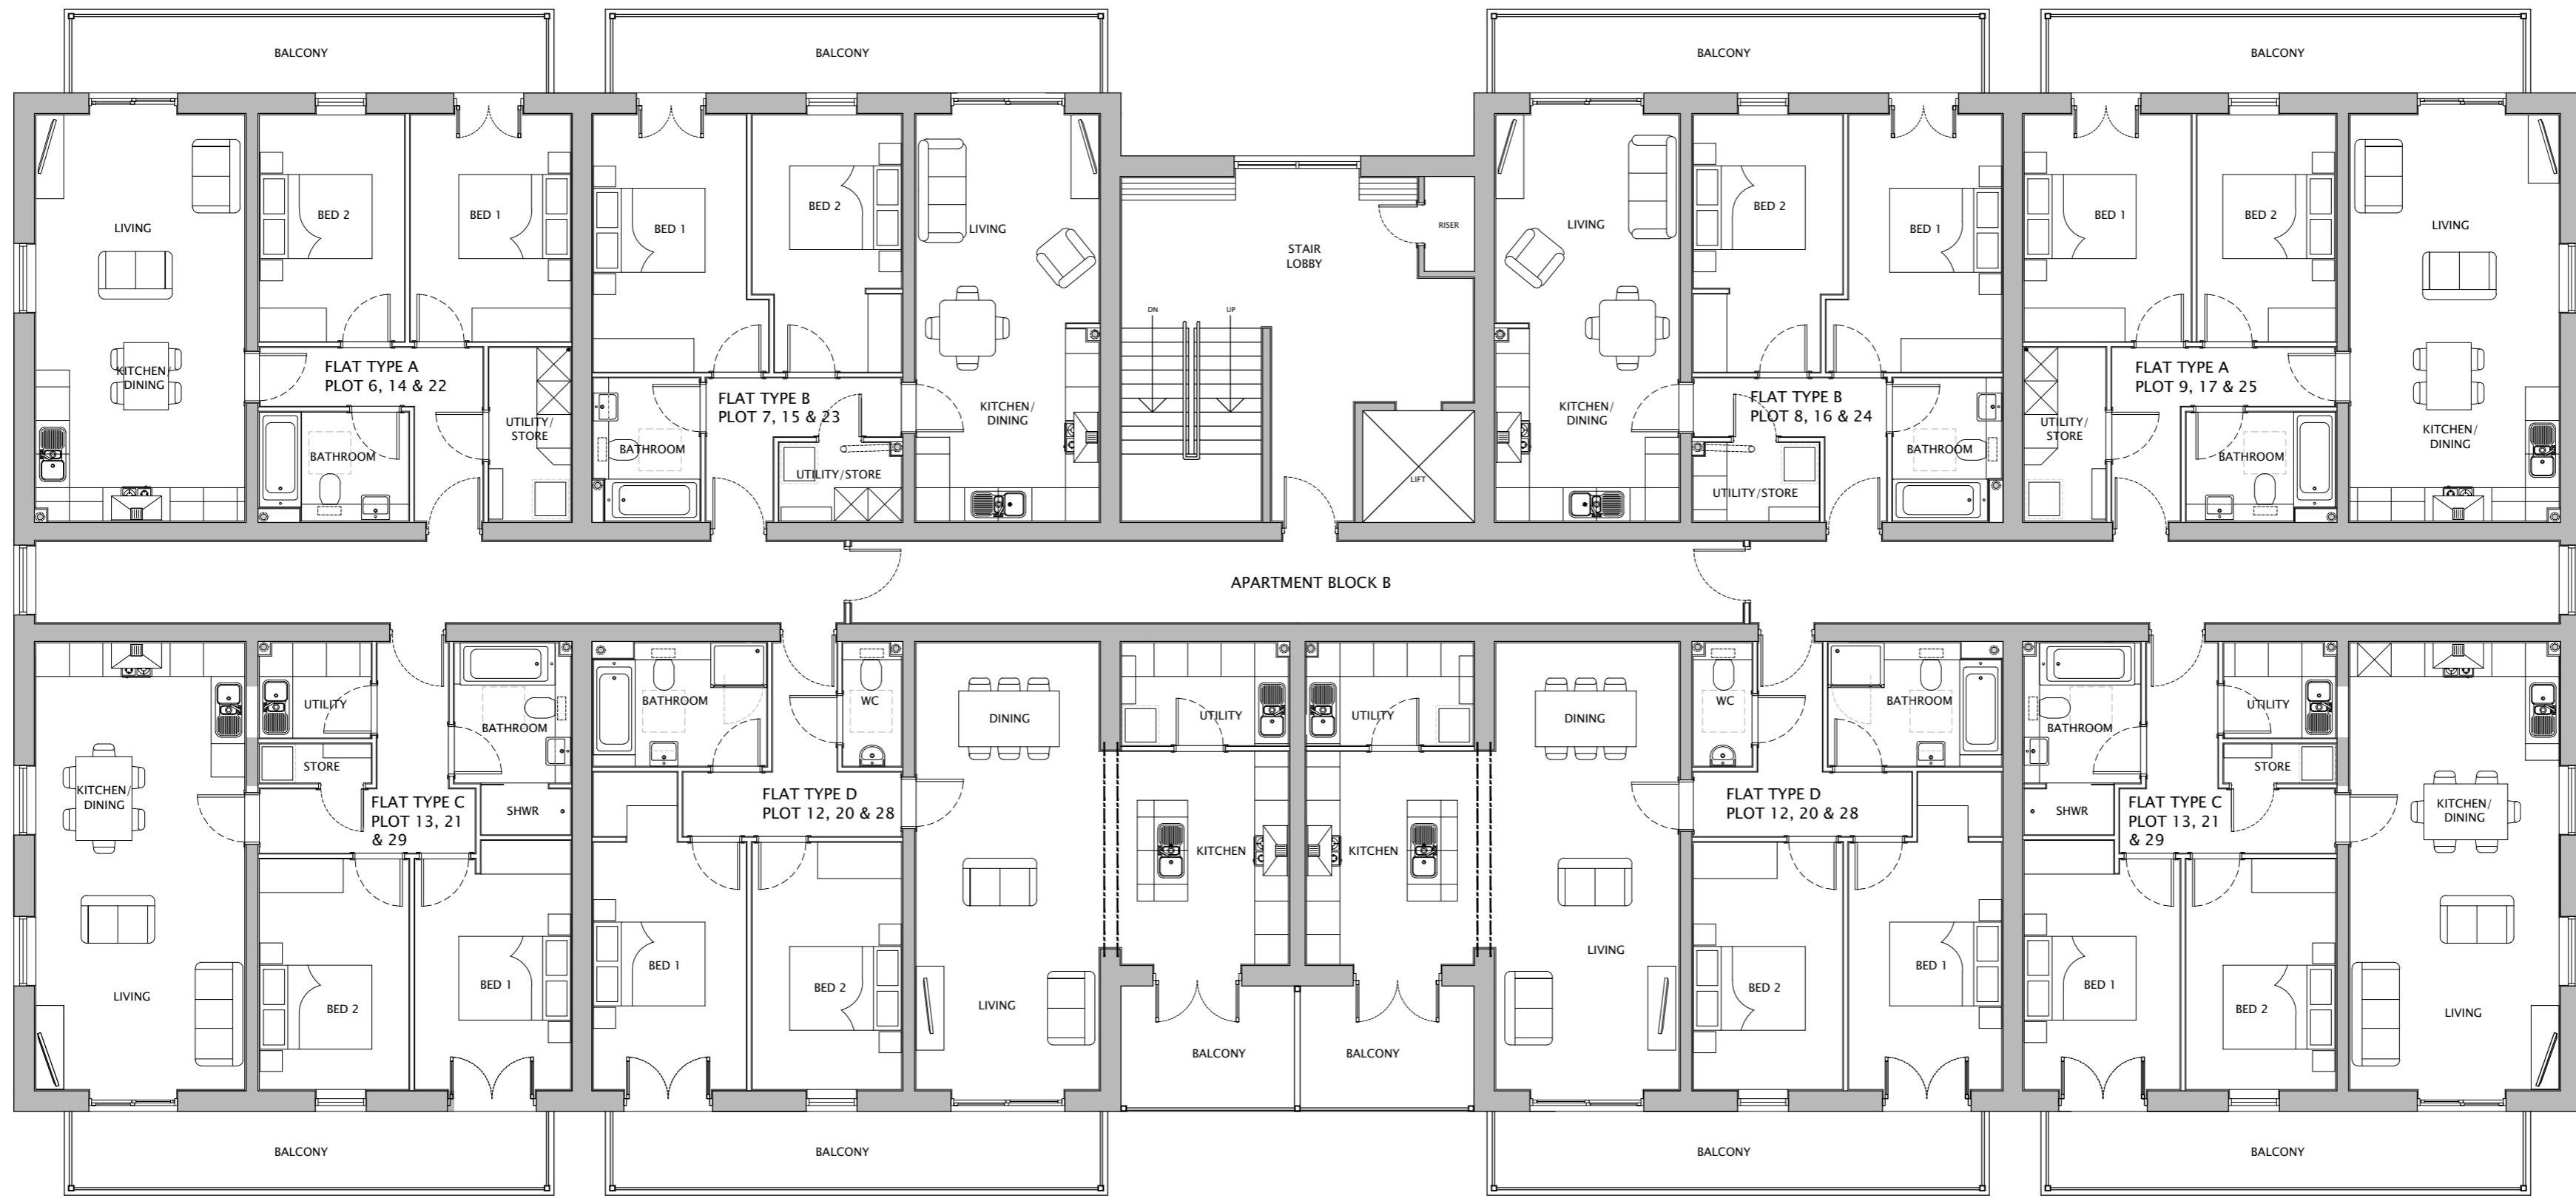 BALCONY
BALCONY
BALCONY
BALCONY
LIVING
BED 2
BED 1
KITCHEN/
DINING
FLAT TYPE A
PLOT 6, 14 & 22
BATHROOM
UTILITY/
STORE
BED 1
BED 2
LIVING
FLAT TYPE B
PLOT 7, 15 & 23
BATHROOM
UTILITY/STORE
KITCHEN/
DINING
STAIR
LOBBY
RISER
DN
UP
LIFT
LIVING
BED 2
BED 1
KITCHEN/
DINING
FLAT TYPE B
PLOT 8, 16 & 24
UTILITY/STORE
BATHROOM
BED 1
BED 2
LIVING
FLAT TYPE A
PLOT 9, 17 & 25
UTILITY/
STORE
BATHROOM
KITCHEN/
DINING
APARTMENT BLOCK B
UTILITY
BATHROOM
STORE
KITCHEN/
DINING
SHWR
FLAT TYPE C
PLOT 13, 21
& 29
LIVING
BED 2
BED 1
BATHROOM
WC
FLAT TYPE D
PLOT 12, 20 & 28
BED 1
BED 2
DINING
LIVING
UTILITY
KITCHEN
BALCONY
UTILITY
KITCHEN
BALCONY
DINING
LIVING
WC
BATHROOM
FLAT TYPE D
PLOT 12, 20 & 28
BED 2
BED 1
BATHROOM
UTILITY
STORE
SHWR
FLAT TYPE C
PLOT 13, 21
& 29
KITCHEN/
DINING
BED 1
BED 2
LIVING
BALCONY
BALCONY
BALCONY
BALCONY